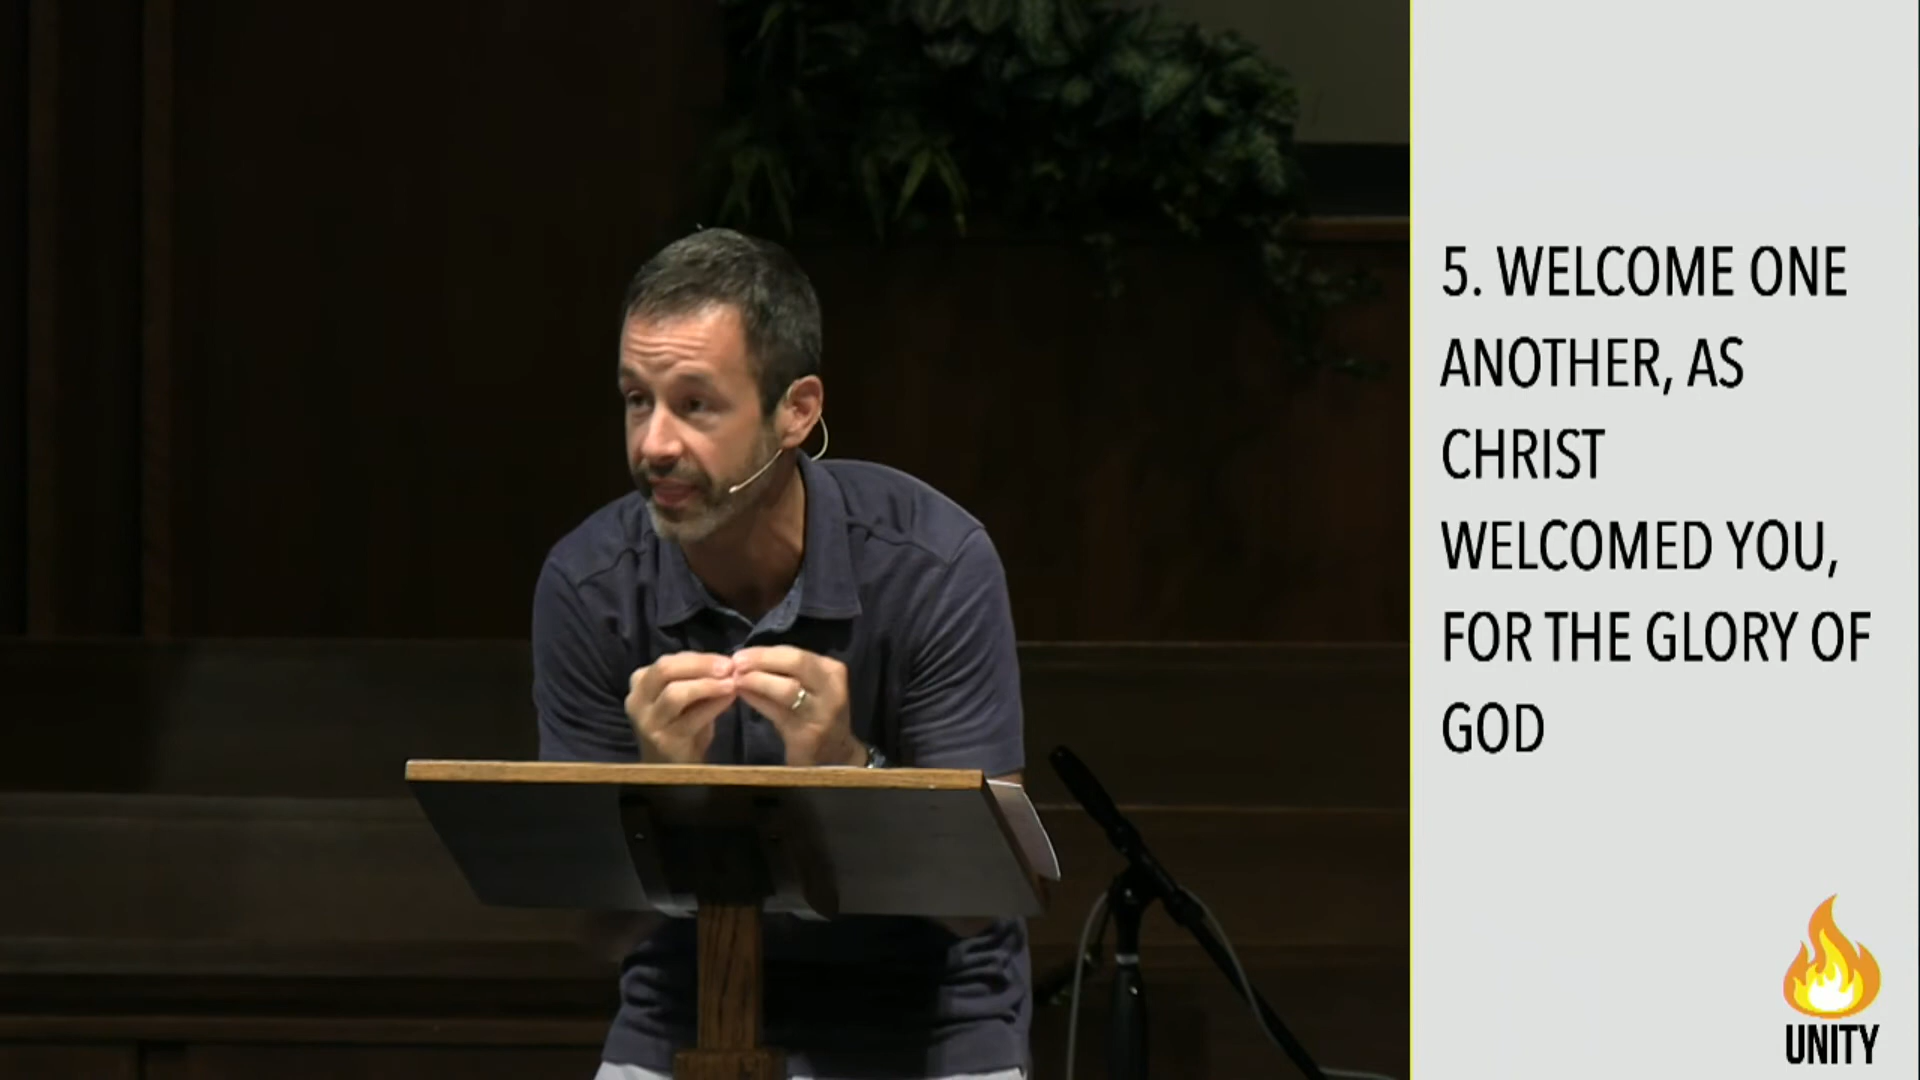 5. WELCOME ONE
ANOTHER, AS
CHRIST
WELCOMED YOU,
FOR THE GLORY OF
GOD
UNITY